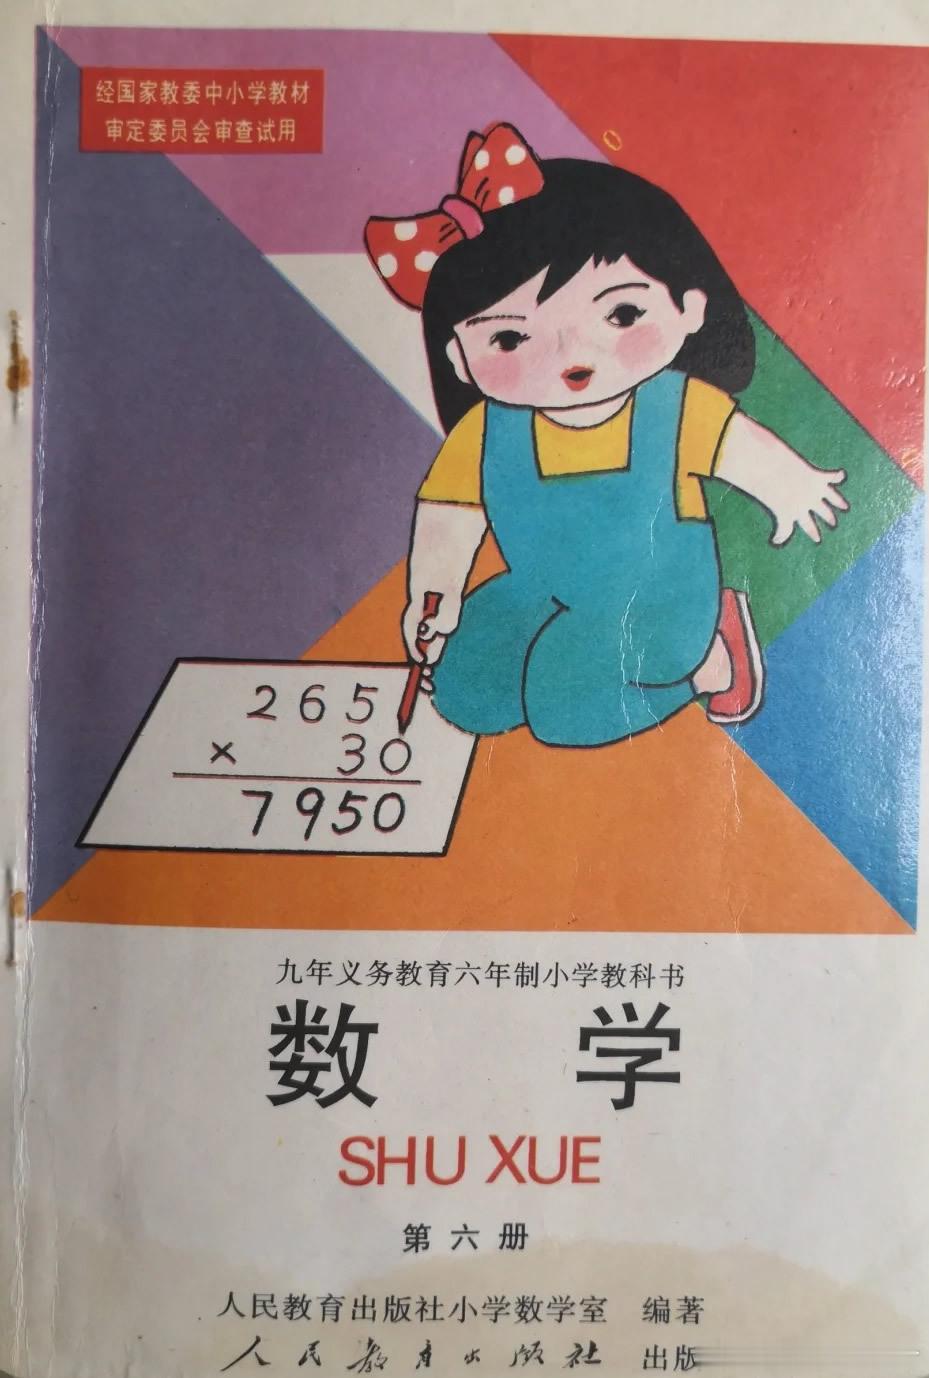 经国家教委中小学教材
审定委员会审查试用
265
× 30
7950
九年义务教育六年制小学教科书
数 学
SHU XUE
第六册
人民教育出版社小学数学室 编著
人民教育出版社 出版